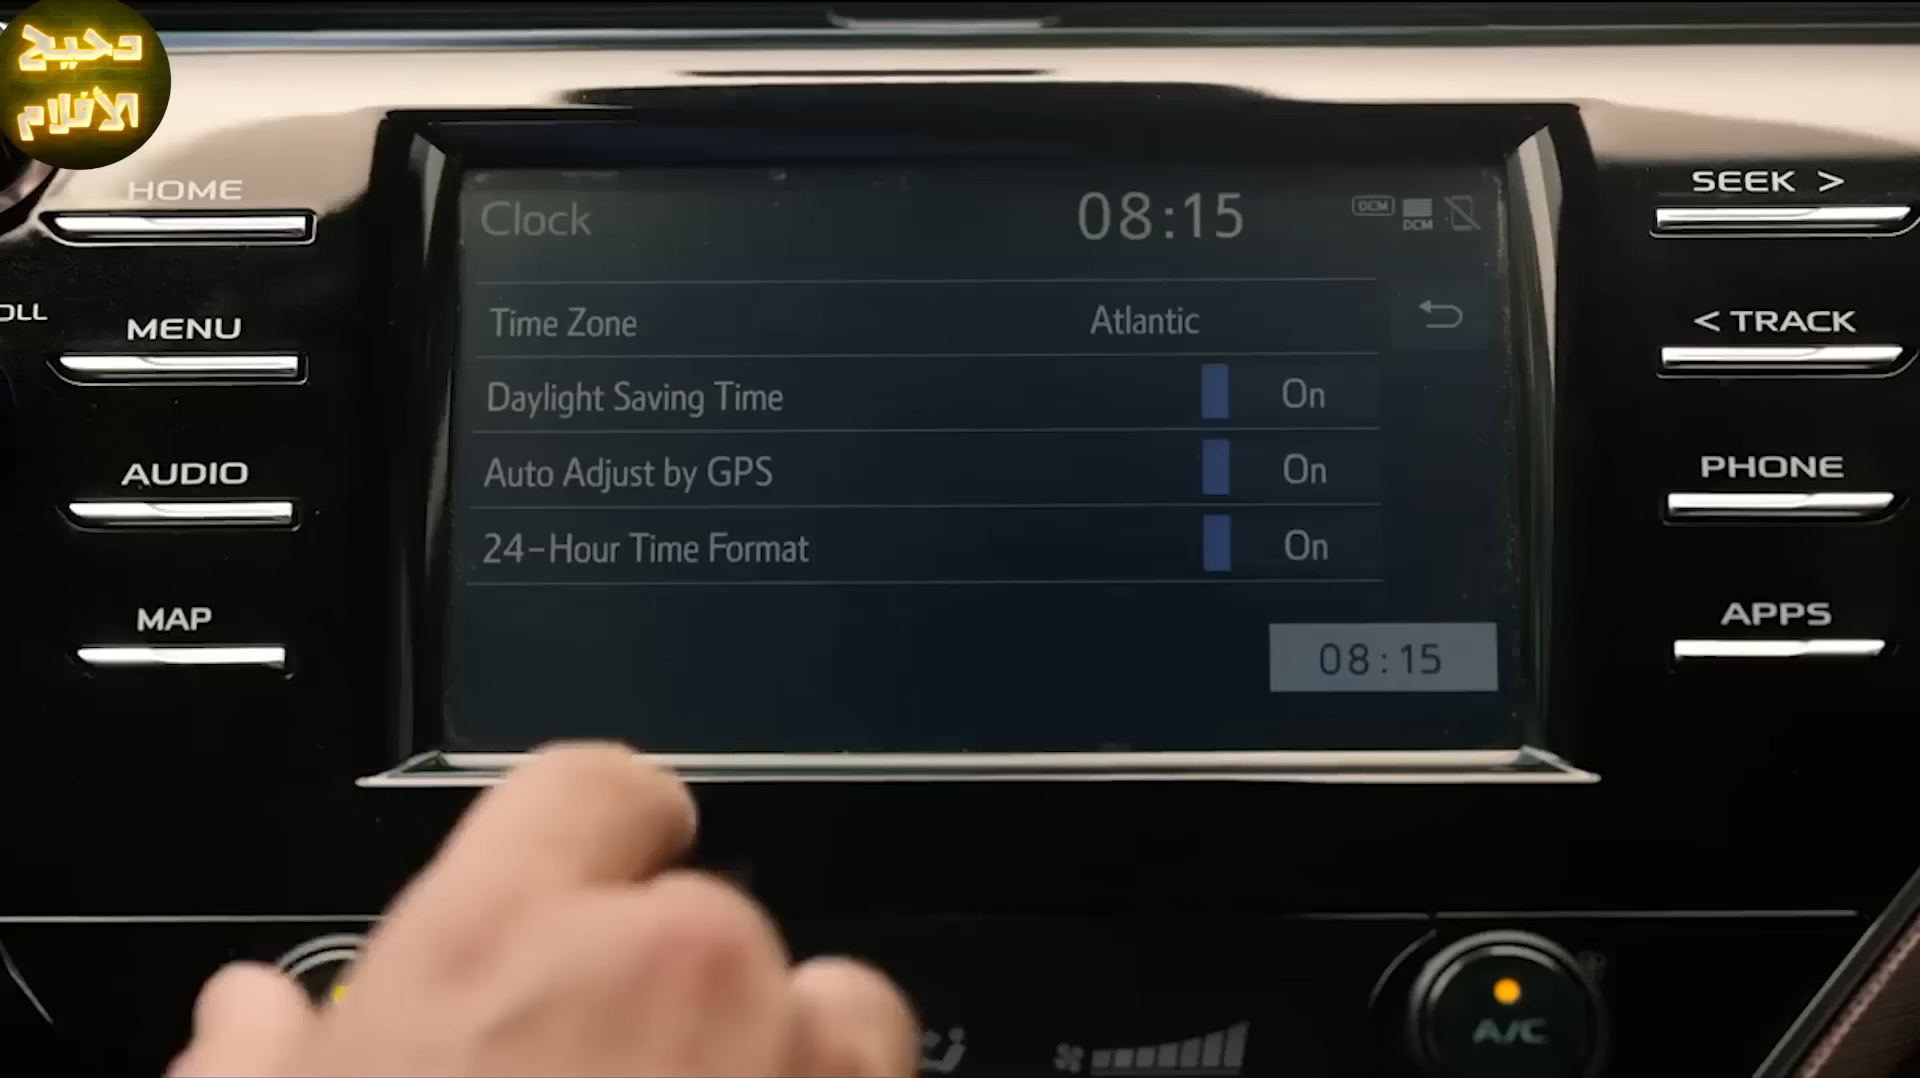 دحيح
الأفلام
HOME
SEEK >
Clock
08:15
DCM
DCM
OLL
MENU
Time Zone
Atlantic
< TRACK
Daylight Saving Time
On
AUDIO
Auto Adjust by GPS
On
PHONE
24-Hour Time Format
On
MAP
APPS
08:15
A/C